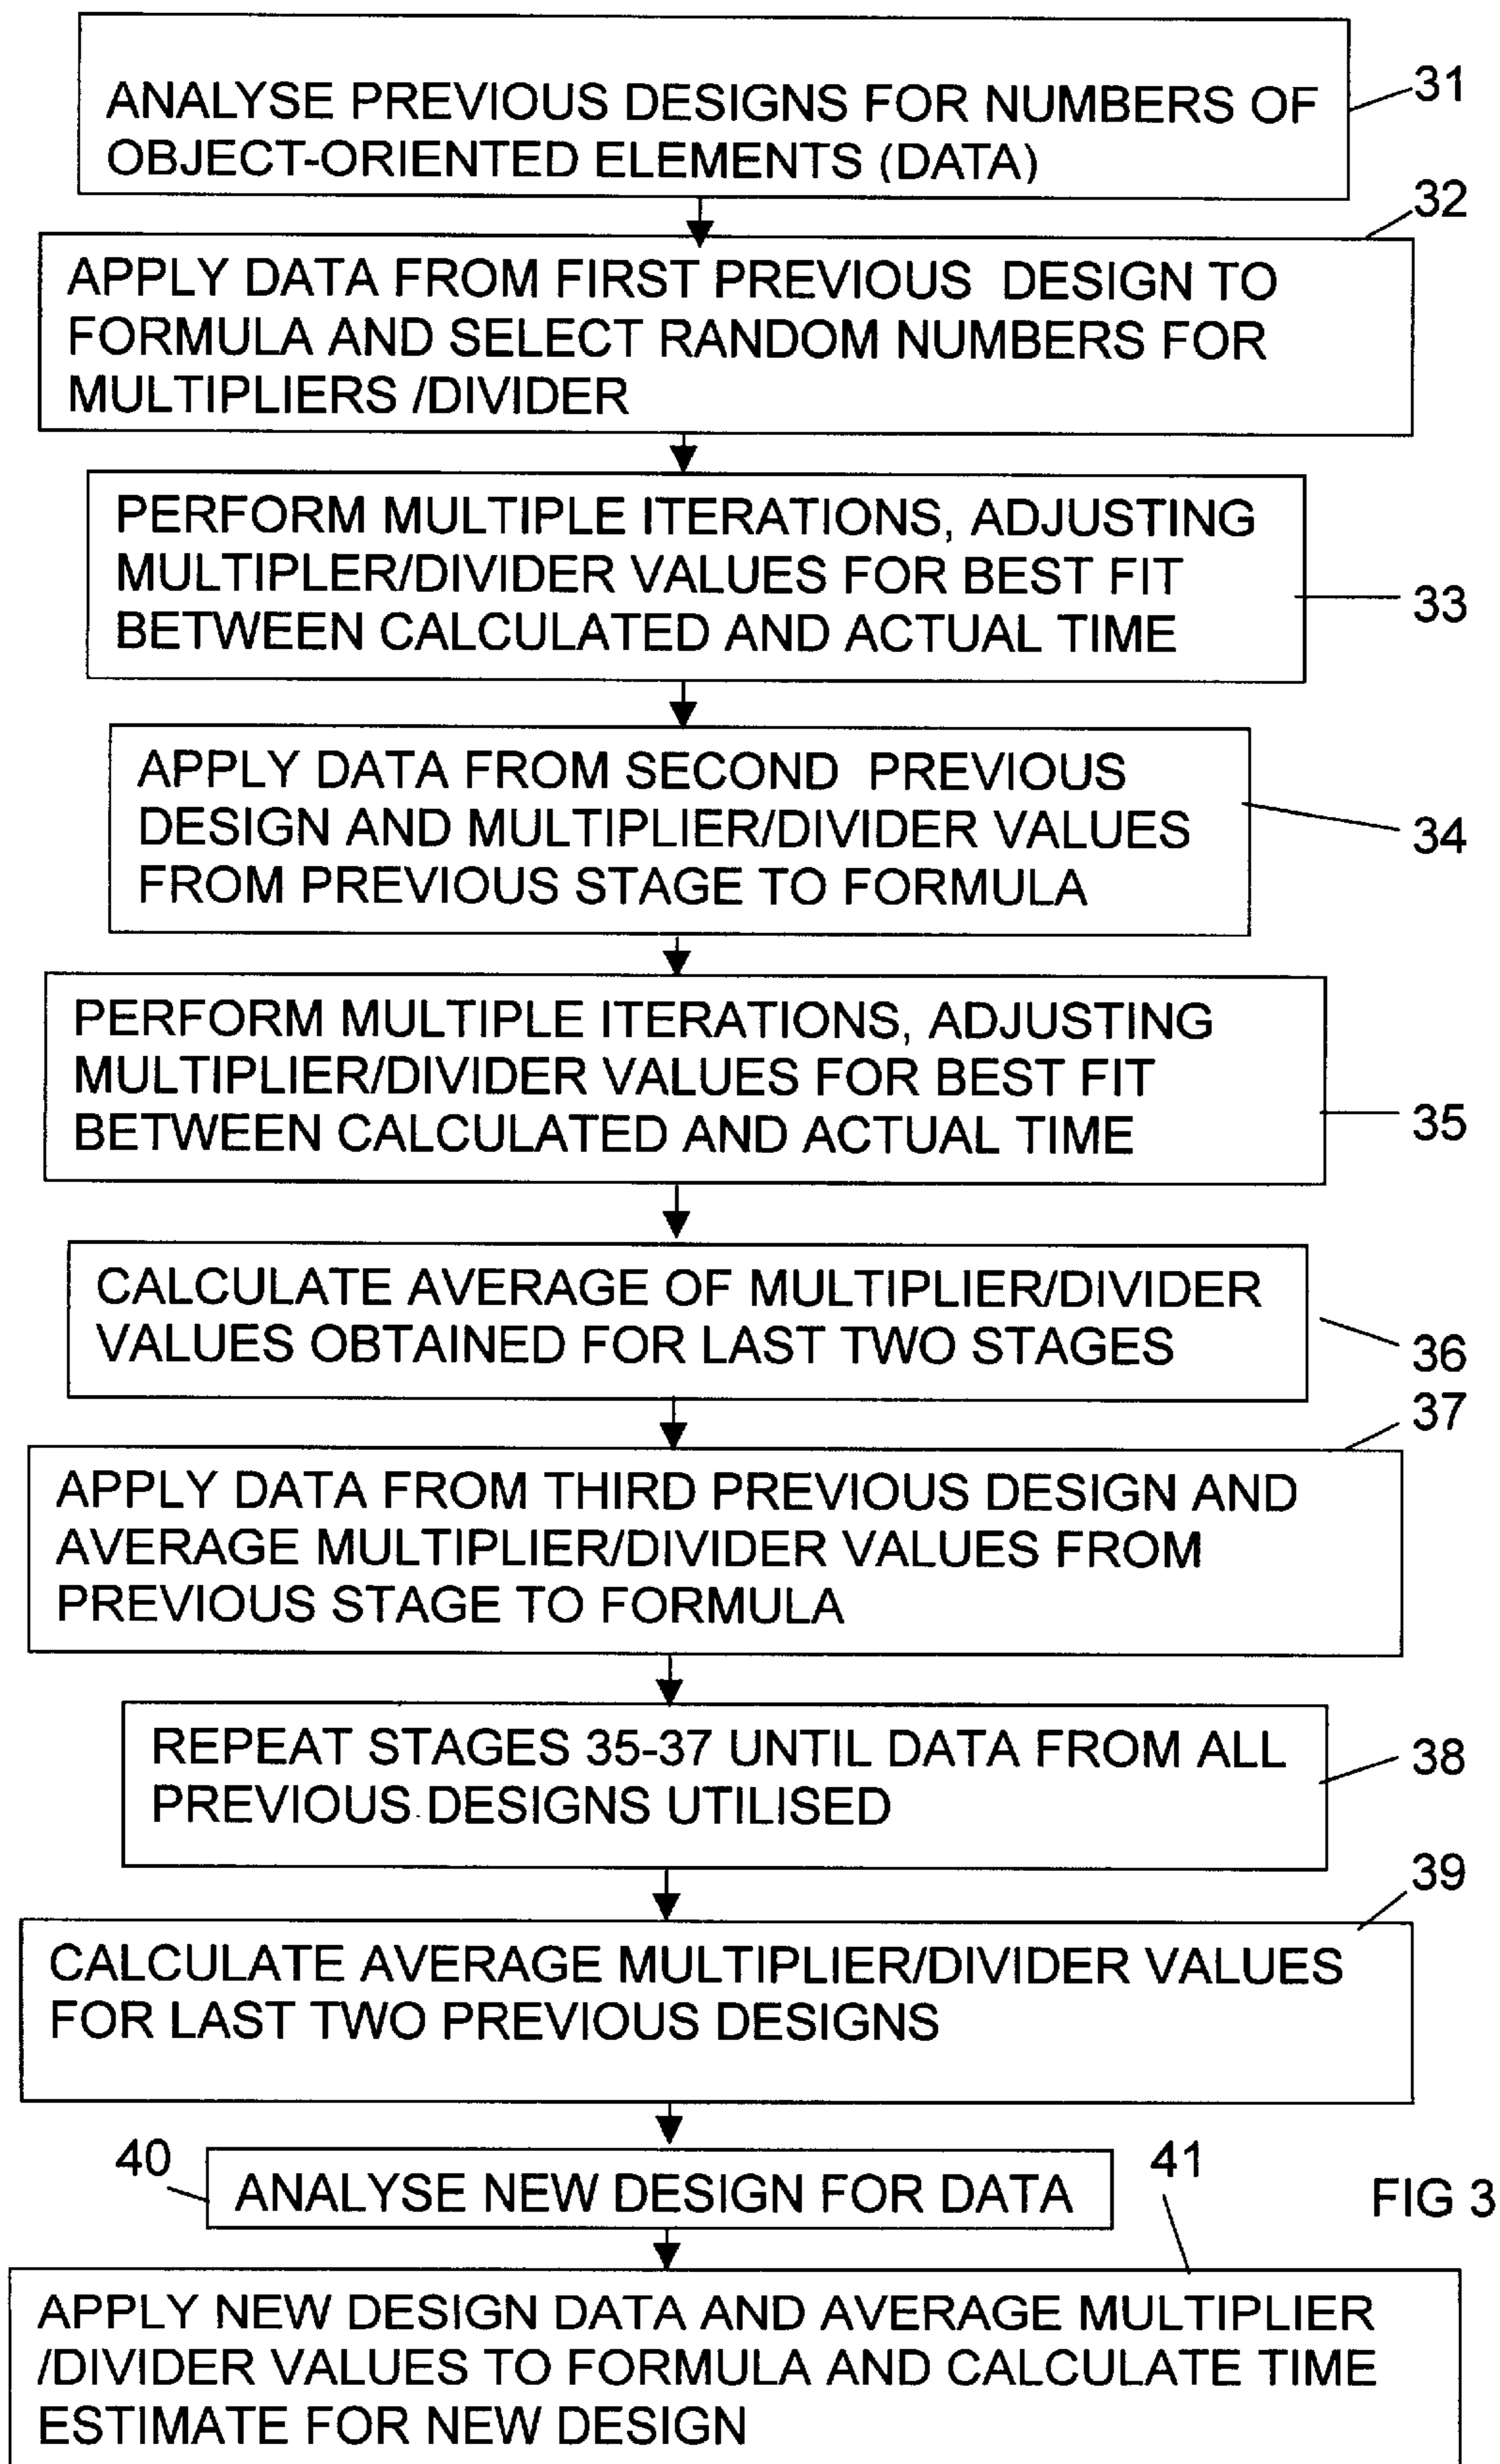 ANALYSE PREVIOUS DESIGNS FOR NUMBERS OF
OBJECT-ORIENTED ELEMENTS (DATA)
31
32
APPLY DATA FROM FIRST PREVIOUS DESIGN TO
FORMULA AND SELECT RANDOM NUMBERS FOR
MULTIPLIERS /DIVIDER
PERFORM MULTIPLE ITERATIONS, ADJUSTING
MULTIPLER/DIVIDER VALUES FOR BEST FIT
BETWEEN CALCULATED AND ACTUAL TIME
33
APPLY DATA FROM SECOND PREVIOUS
DESIGN AND MULTIPLIER/DIVIDER VALUES
FROM PREVIOUS STAGE TO FORMULA
34
PERFORM MULTIPLE ITERATIONS, ADJUSTING
MULTIPLIER/DIVIDER VALUES FOR BEST FIT
BETWEEN CALCULATED AND ACTUAL TIME
35
CALCULATE AVERAGE OF MULTIPLIER/DIVIDER
VALUES OBTAINED FOR LAST TWO STAGES
36
37
APPLY DATA FROM THIRD PREVIOUS DESIGN AND
AVERAGE MULTIPLIER/DIVIDER VALUES FROM
PREVIOUS STAGE TO FORMULA
REPEAT STAGES 35-37 UNTIL DATA FROM ALL
PREVIOUS DESIGNS UTILISED
38
39
CALCULATE AVERAGE MULTIPLIER/DIVIDER VALUES
FOR LAST TWO PREVIOUS DESIGNS
40
ANALYSE NEW DESIGN FOR DATA
41
FIG 3
APPLY NEW DESIGN DATA AND AVERAGE MULTIPLIER
/DIVIDER VALUES TO FORMULA AND CALCULATE TIME
ESTIMATE FOR NEW DESIGN